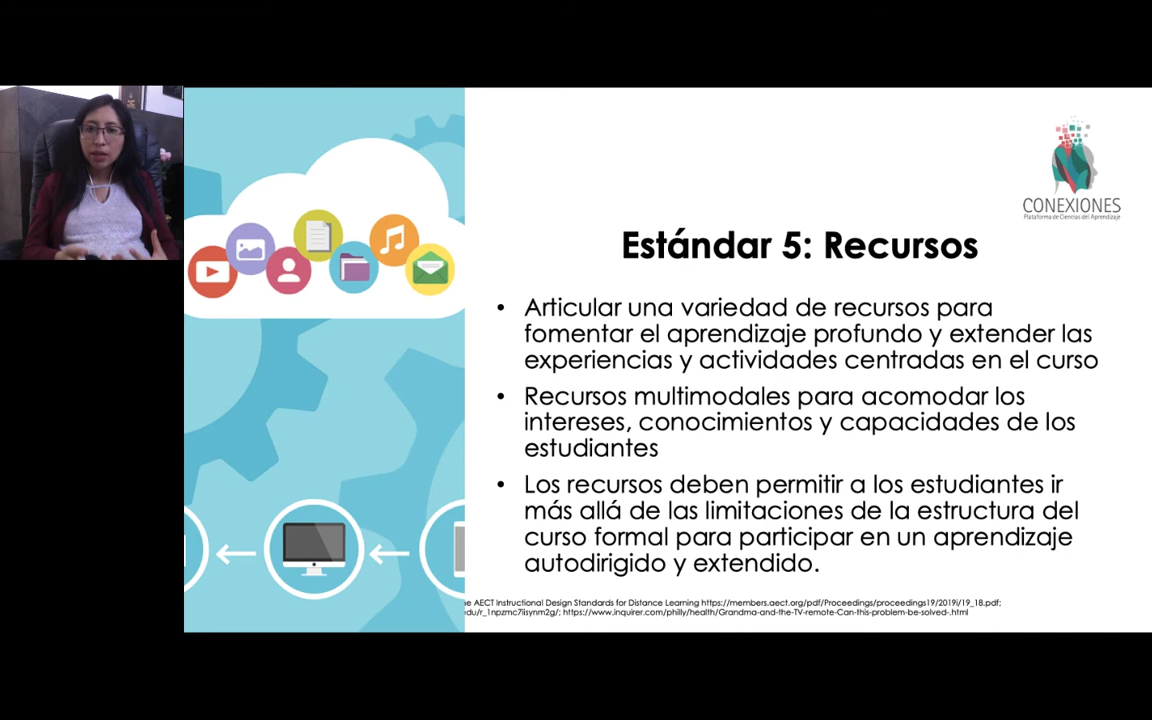 CONEXIONES
Plataforma de Ciencias del Aprendizaje
Estándar 5: Recursos
• Articular una variedad de recursos para
fomentar el aprendizaje profundo y extender las
experiencias y actividades centradas en el curso
• Recursos multimodales para acomodar los
intereses, conocimientos y capacidades de los
estudiantes
• Los recursos deben permitir a los estudiantes ir
más allá de las limitaciones de la estructura del
curso formal para participar en un aprendizaje
autodirigido y extendido.
AECT Instructional Design Standards for Distance Learning https://members.aect.org/pdf/Proceedings/proceedings19/2019i/19_18.pdf;
https://www.inquirer.com/philly/health/Grandma-and-the-TV-remote-Can-this-problem-be-solved-.html